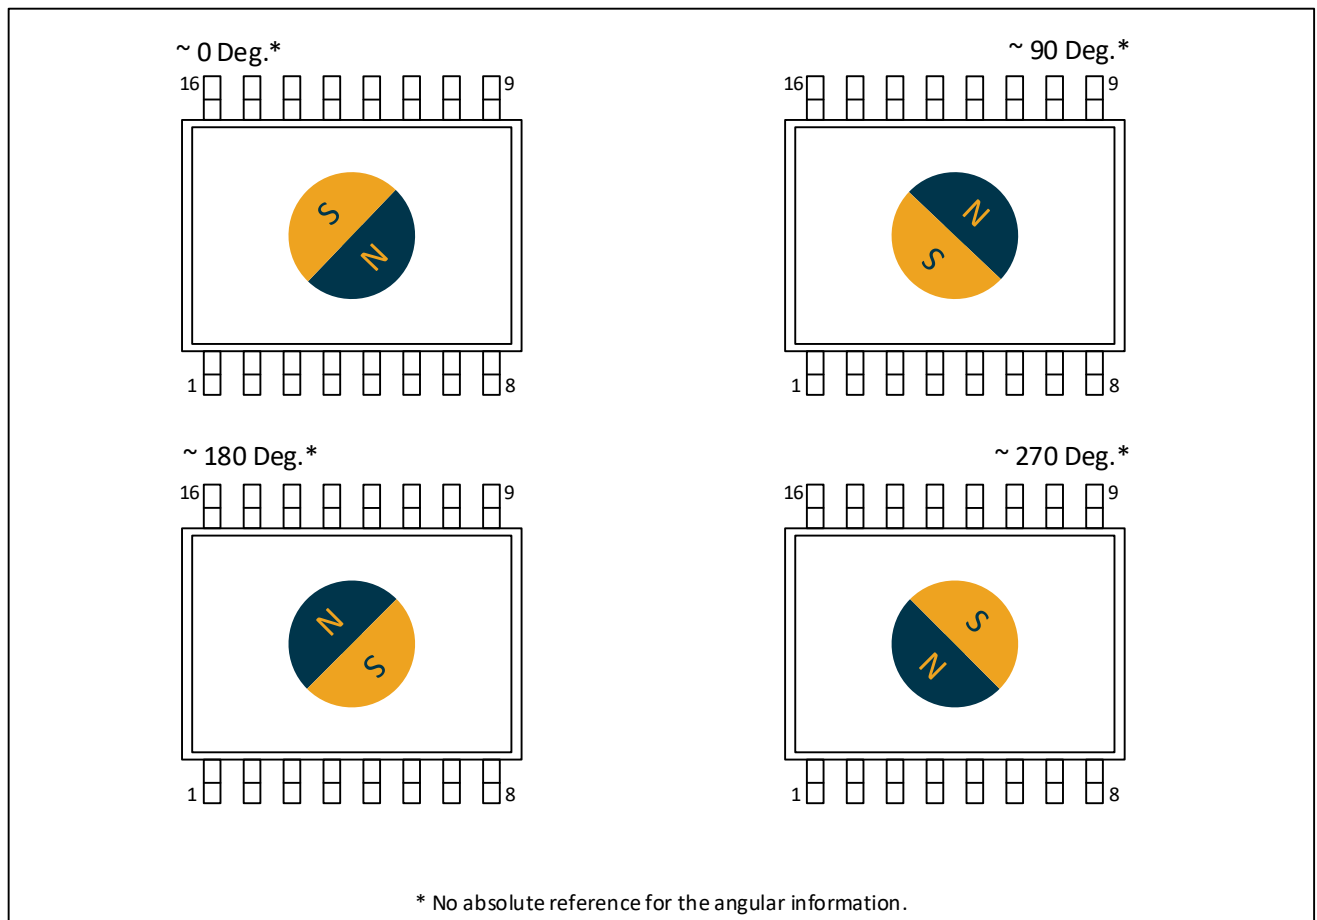 ~ 0 Deg.*
~ 90 Deg.*
16 9
16 9
S
N
N
S
1 8
1 8
~ 180 Deg.*
~ 270 Deg.*
16 9
16 9
N
S
S
N
1 8
1 8
* No absolute reference for the angular information.